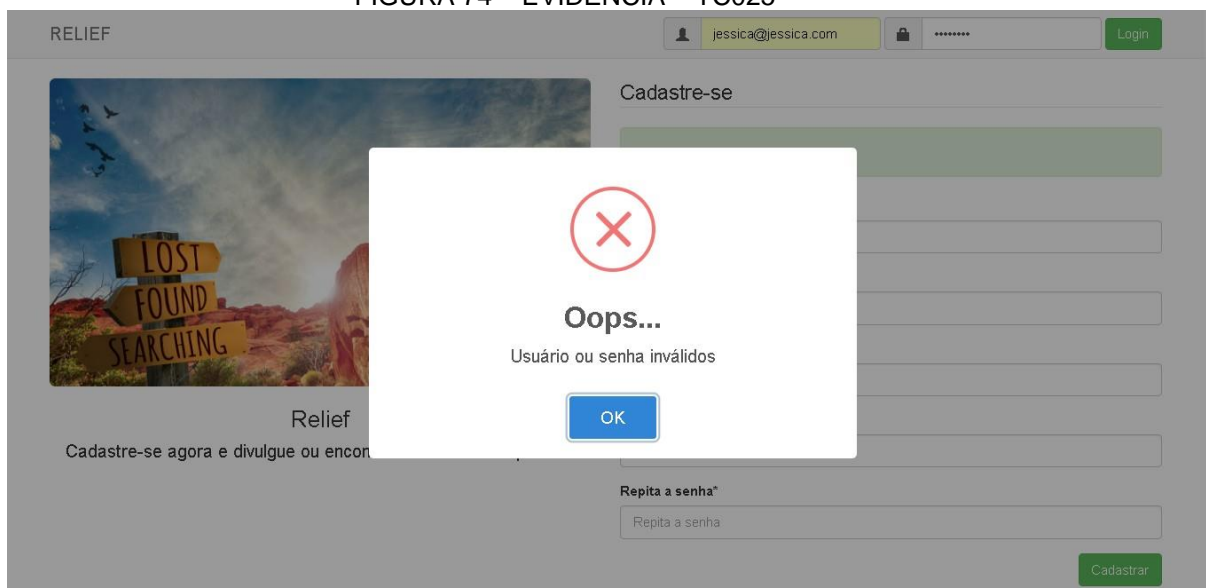 RELIEF
jessica@jessica.com
Login
Cadastre-se
LOST
FOUND
SEARCHING
Oops...
Usuário ou senha inválidos
OK
Relief
Cadastre-se agora e divulgue ou
Repita a senha*
Repita a senha
Cadastrar